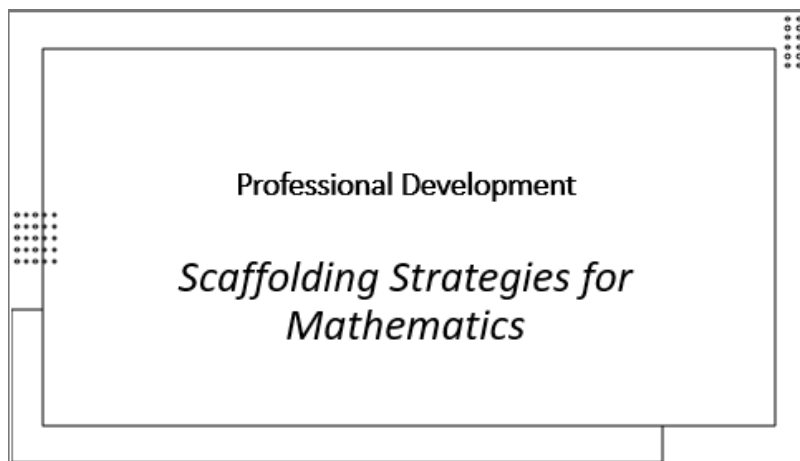 Professional Development
Scaffolding Strategies for
Mathematics